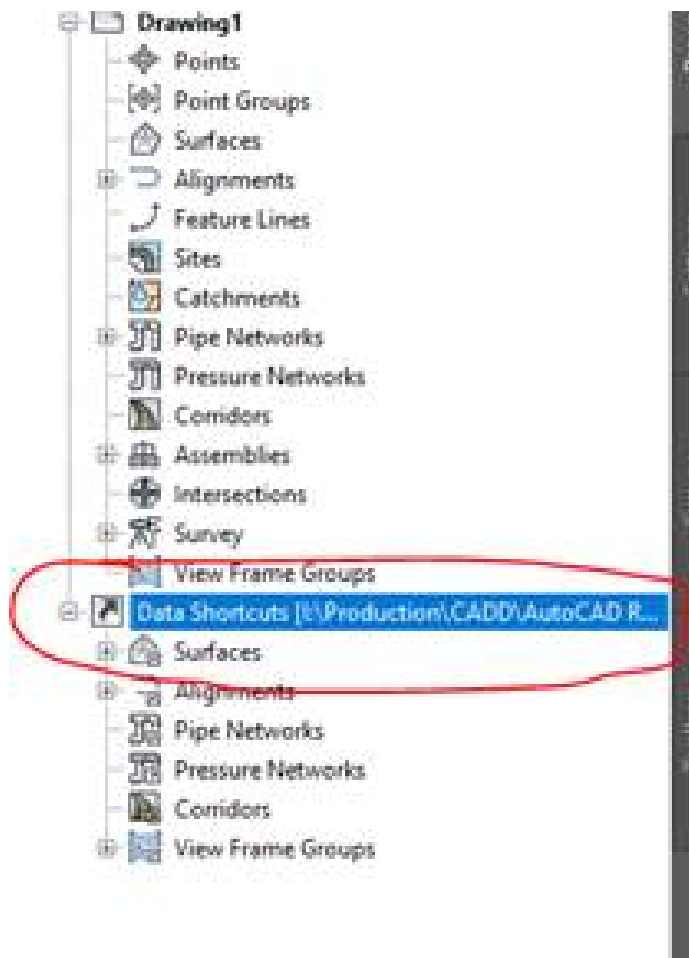 Drawing1
Points
Point Groups
Surfaces
Alignments
Feature Lines
Sites
Catchments
Pipe Networks
Pressure Networks
Corridors
Assemblies
Intersections
Survey
View Frame Groups
Data Shortcuts [I:\Production\CADD\AutoCAD R...
Surfaces
Alignments
Pipe Networks
Pressure Networks
Corridors
View Frame Groups